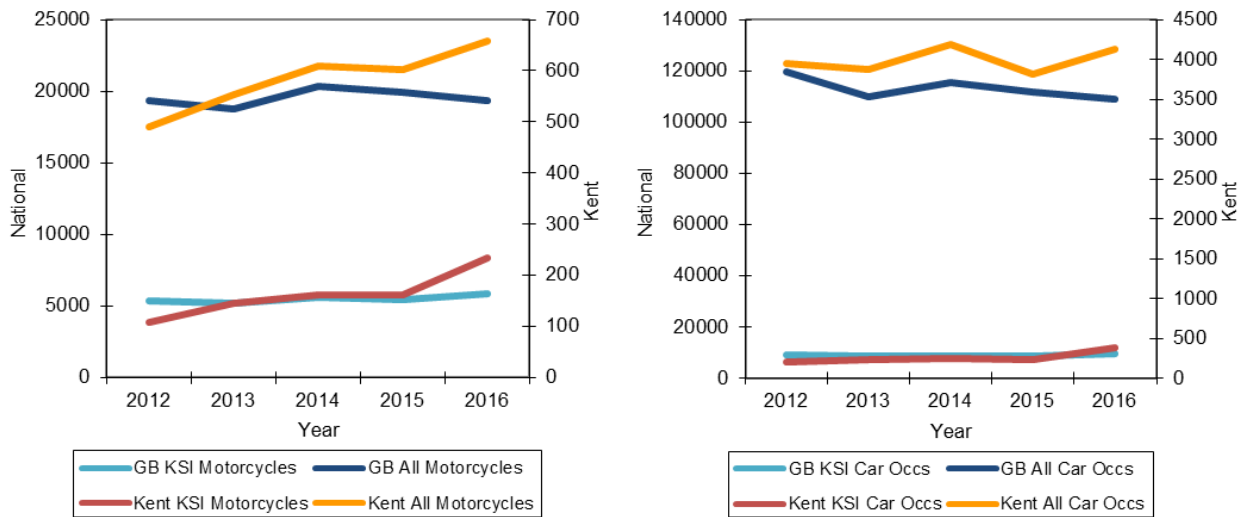 25000
20000
15000
10000
5000
0
National
700
600
500
400
300
200
100
0
Kent
2012 2013 2014 2015 2016
Year
GB KSI Motorcycles GB All Motorcycles
Kent KSI Motorcycles Kent All Motorcycles
140000
120000
100000
80000
60000
40000
20000
0
National
4500
4000
3500
3000
2500
2000
1500
1000
500
0
Kent
2012 2013 2014 2015 2016
Year
GB KSI Car Occs GB All Car Occs
Kent KSI Car Occs Kent All Car Occs